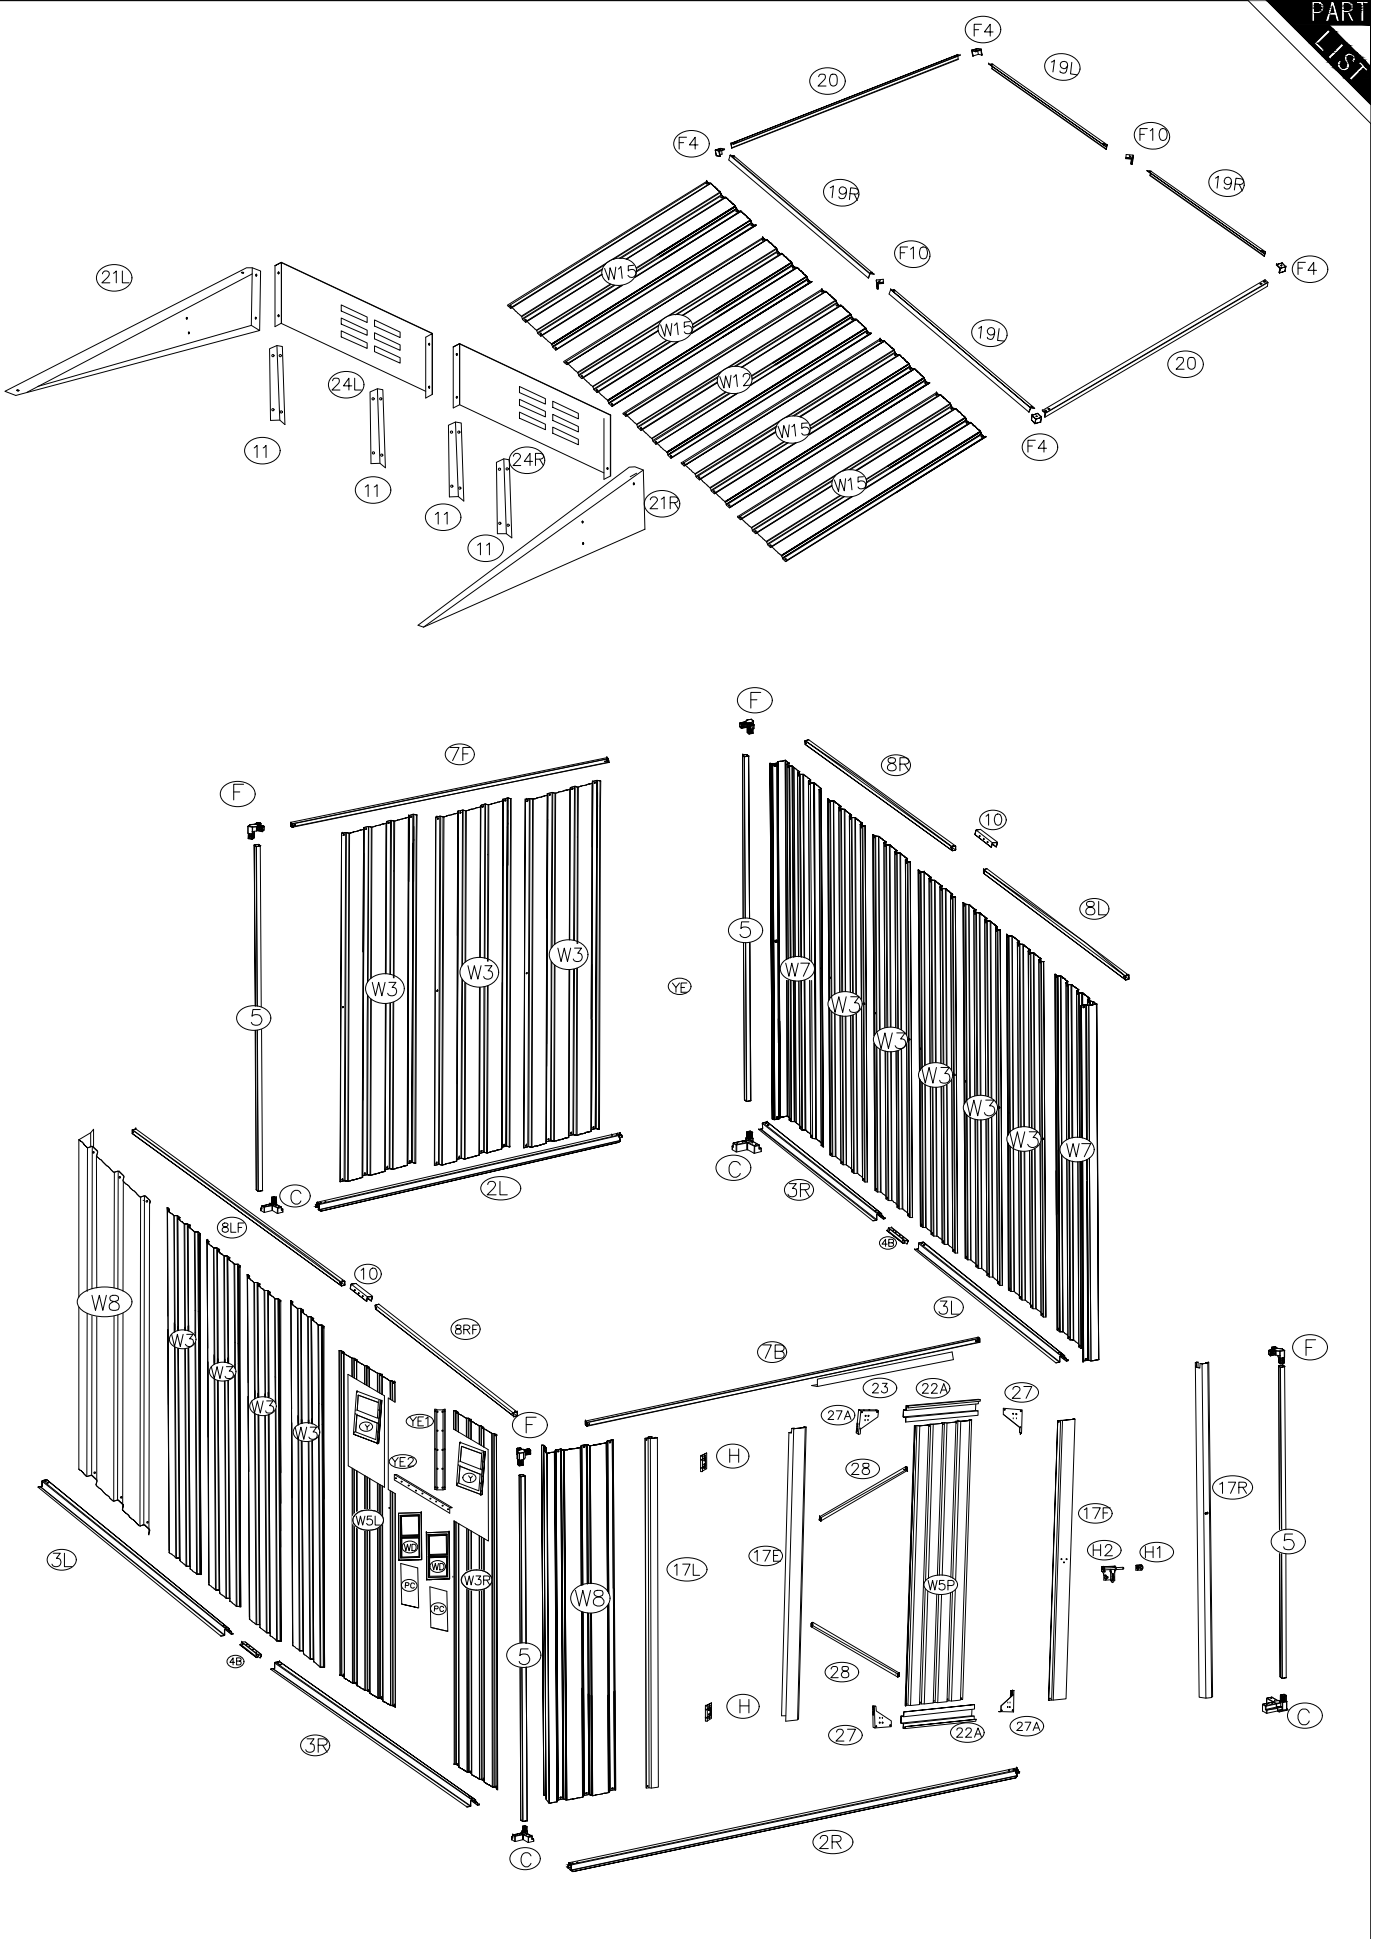 PART
LIST
F4
20
19L
F4
F10
19R
19R
F10
F4
21L
W15
W15
19L
20
24L
W12
11
W15
F4
24R
11
W15
21R
11
11
F
7F
8R
F
10
8L
5
W3
W3
W3
W7
YE
W3
5
W3
W3
W3
W3
W7
C
3R
2L
C
8LF
4B
10
W8
3L
8RF
W3
W3
7B
F
W3
23
22A
27
W3
27A
YE1
Y
F
H
YE2
Y
28
17R
W5L
17F
WD
17E
H2
H1
5
3L
WD
PC
W3R
17L
W5P
W8
PC
5
4B
28
3R
H
27
22A
27A
C
2R
C